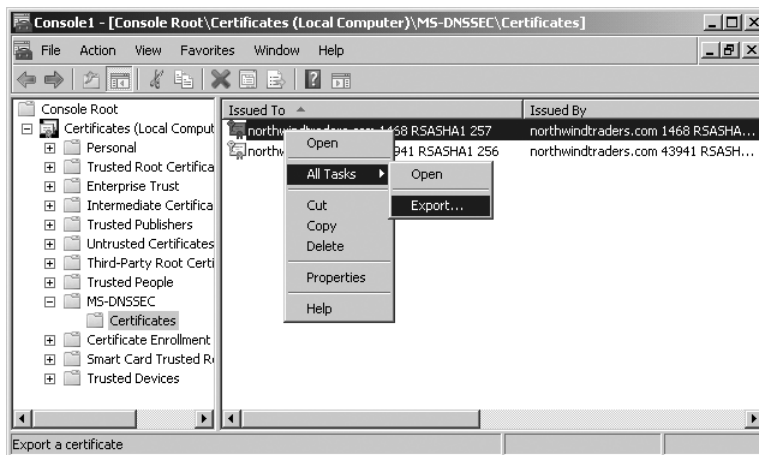 Console1 - [Console Root\Certificates (Local Computer)\MS-DNSSEC\Certificates]
File Action View Favorites Window Help
Console Root
Certificates (Local Comput
Personal
Trusted Root Certifica
Enterprise Trust
Intermediate Certifica
Trusted Publishers
Untrusted Certificates
Third-Party Root Certi
Trusted People
MS-DNSSEC
Certificates
Certificate Enrollment
Smart Card Trusted R
Trusted Devices
Issued To Issued By
northwindtraders.com 1468 RSASHA1 257 northwindtraders.com 1468 RSASHA...
northw 941 RSASHA1 256 northwindtraders.com 43941 RSASH...
Open
All Tasks
Cut
Copy
Delete
Properties
Help
Open
Export...
Export a certificate